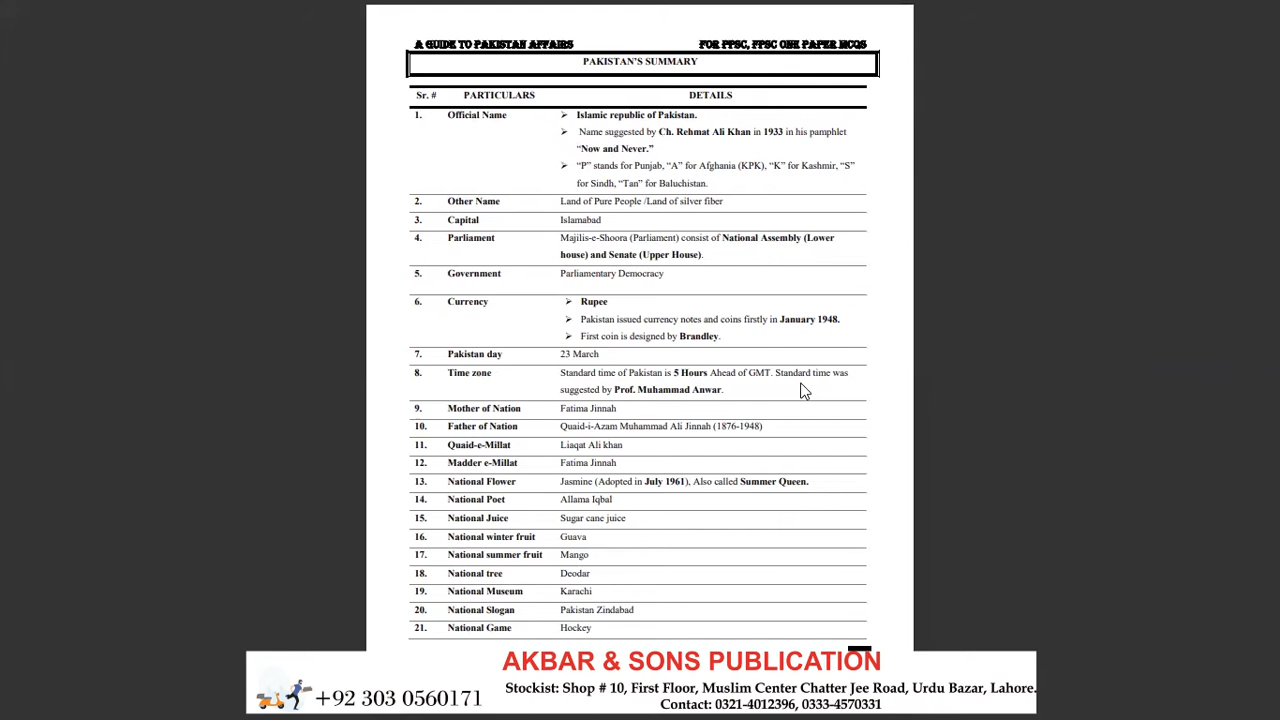 A GUIDE TO PAKISTAN AFFAIRS FOR PPSC, FPSC ONE PAPER MCQS
PAKISTAN'S SUMMARY
Sr. # PARTICULARS DETAILS
1. Official Name ➢ Islamic republic of Pakistan.
➢ Name suggested by Ch. Rehmat Ali Khan in 1933 in his pamphlet
“Now and Never.”
➢ “P” stands for Punjab, “A” for Afghania (KPK), “K” for Kashmir, “S”
for Sindh, “Tan” for Baluchistan.
2. Other Name Land of Pure People /Land of silver fiber
3. Capital Islamabad
4. Parliament Majilis-e-Shoora (Parliament) consist of National Assembly (Lower
house) and Senate (Upper House).
5. Government Parliamentary Democracy
6. Currency ➢ Rupee
➢ Pakistan issued currency notes and coins firstly in January 1948.
➢ First coin is designed by Brandley.
7. Pakistan day 23 March
8. Time zone Standard time of Pakistan is 5 Hours Ahead of GMT. Standard time was
suggested by Prof. Muhammad Anwar.
9. Mother of Nation Fatima Jinnah
10. Father of Nation Quaid-i-Azam Muhammad Ali Jinnah (1876-1948)
11. Quaid-e-Millat Liaqat Ali khan
12. Madder e-Millat Fatima Jinnah
13. National Flower Jasmine (Adopted in July 1961), Also called Summer Queen.
14. National Poet Allama Iqbal
15. National Juice Sugar cane juice
16. National winter fruit Guava
17. National summer fruit Mango
18. National tree Deodar
19. National Museum Karachi
20. National Slogan Pakistan Zindabad
21. National Game Hockey
AKBAR & SONS PUBLICATION
+92 303 0560171
Stockist: Shop # 10, First Floor, Muslim Center Chatter Jee Road, Urdu Bazar, Lahore.
Contact: 0321-4012396, 0333-4570331